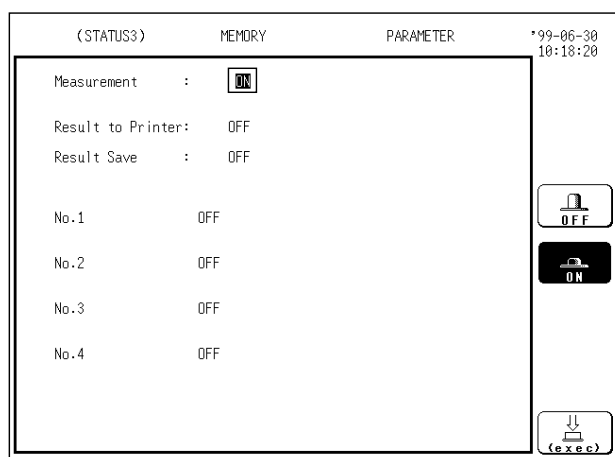 (STATUS3) MEMORY PARAMETER '99-06-30
10:18:20
Measurement : ON
Result to Printer: OFF
Result Save : OFF
No.1 OFF
No.2 OFF
No.3 OFF
No.4 OFF
OFF
ON
(exec)